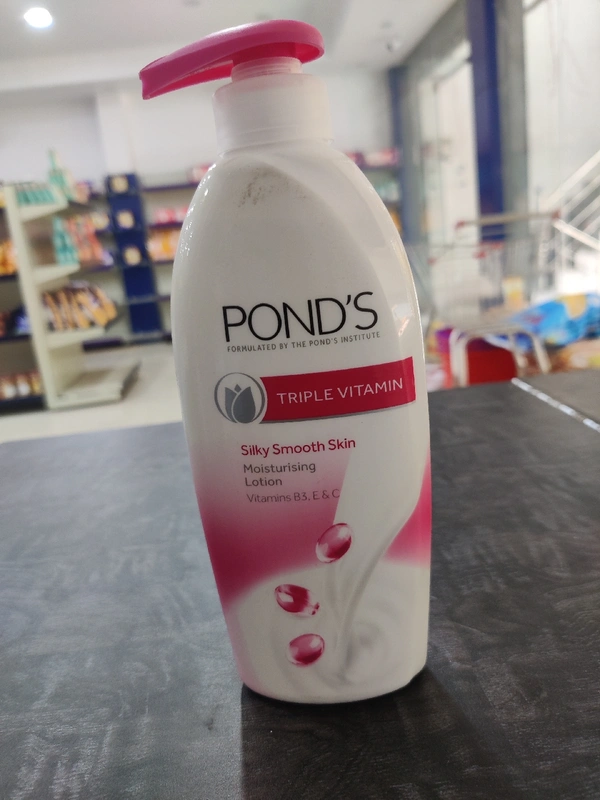 POND'S
FORMULATED BY THE POND'S INSTITUTE
TRIPLE VITAMIN
Silky Smooth Skin
Moisturising
Lotion
Vitamins B3, E & C